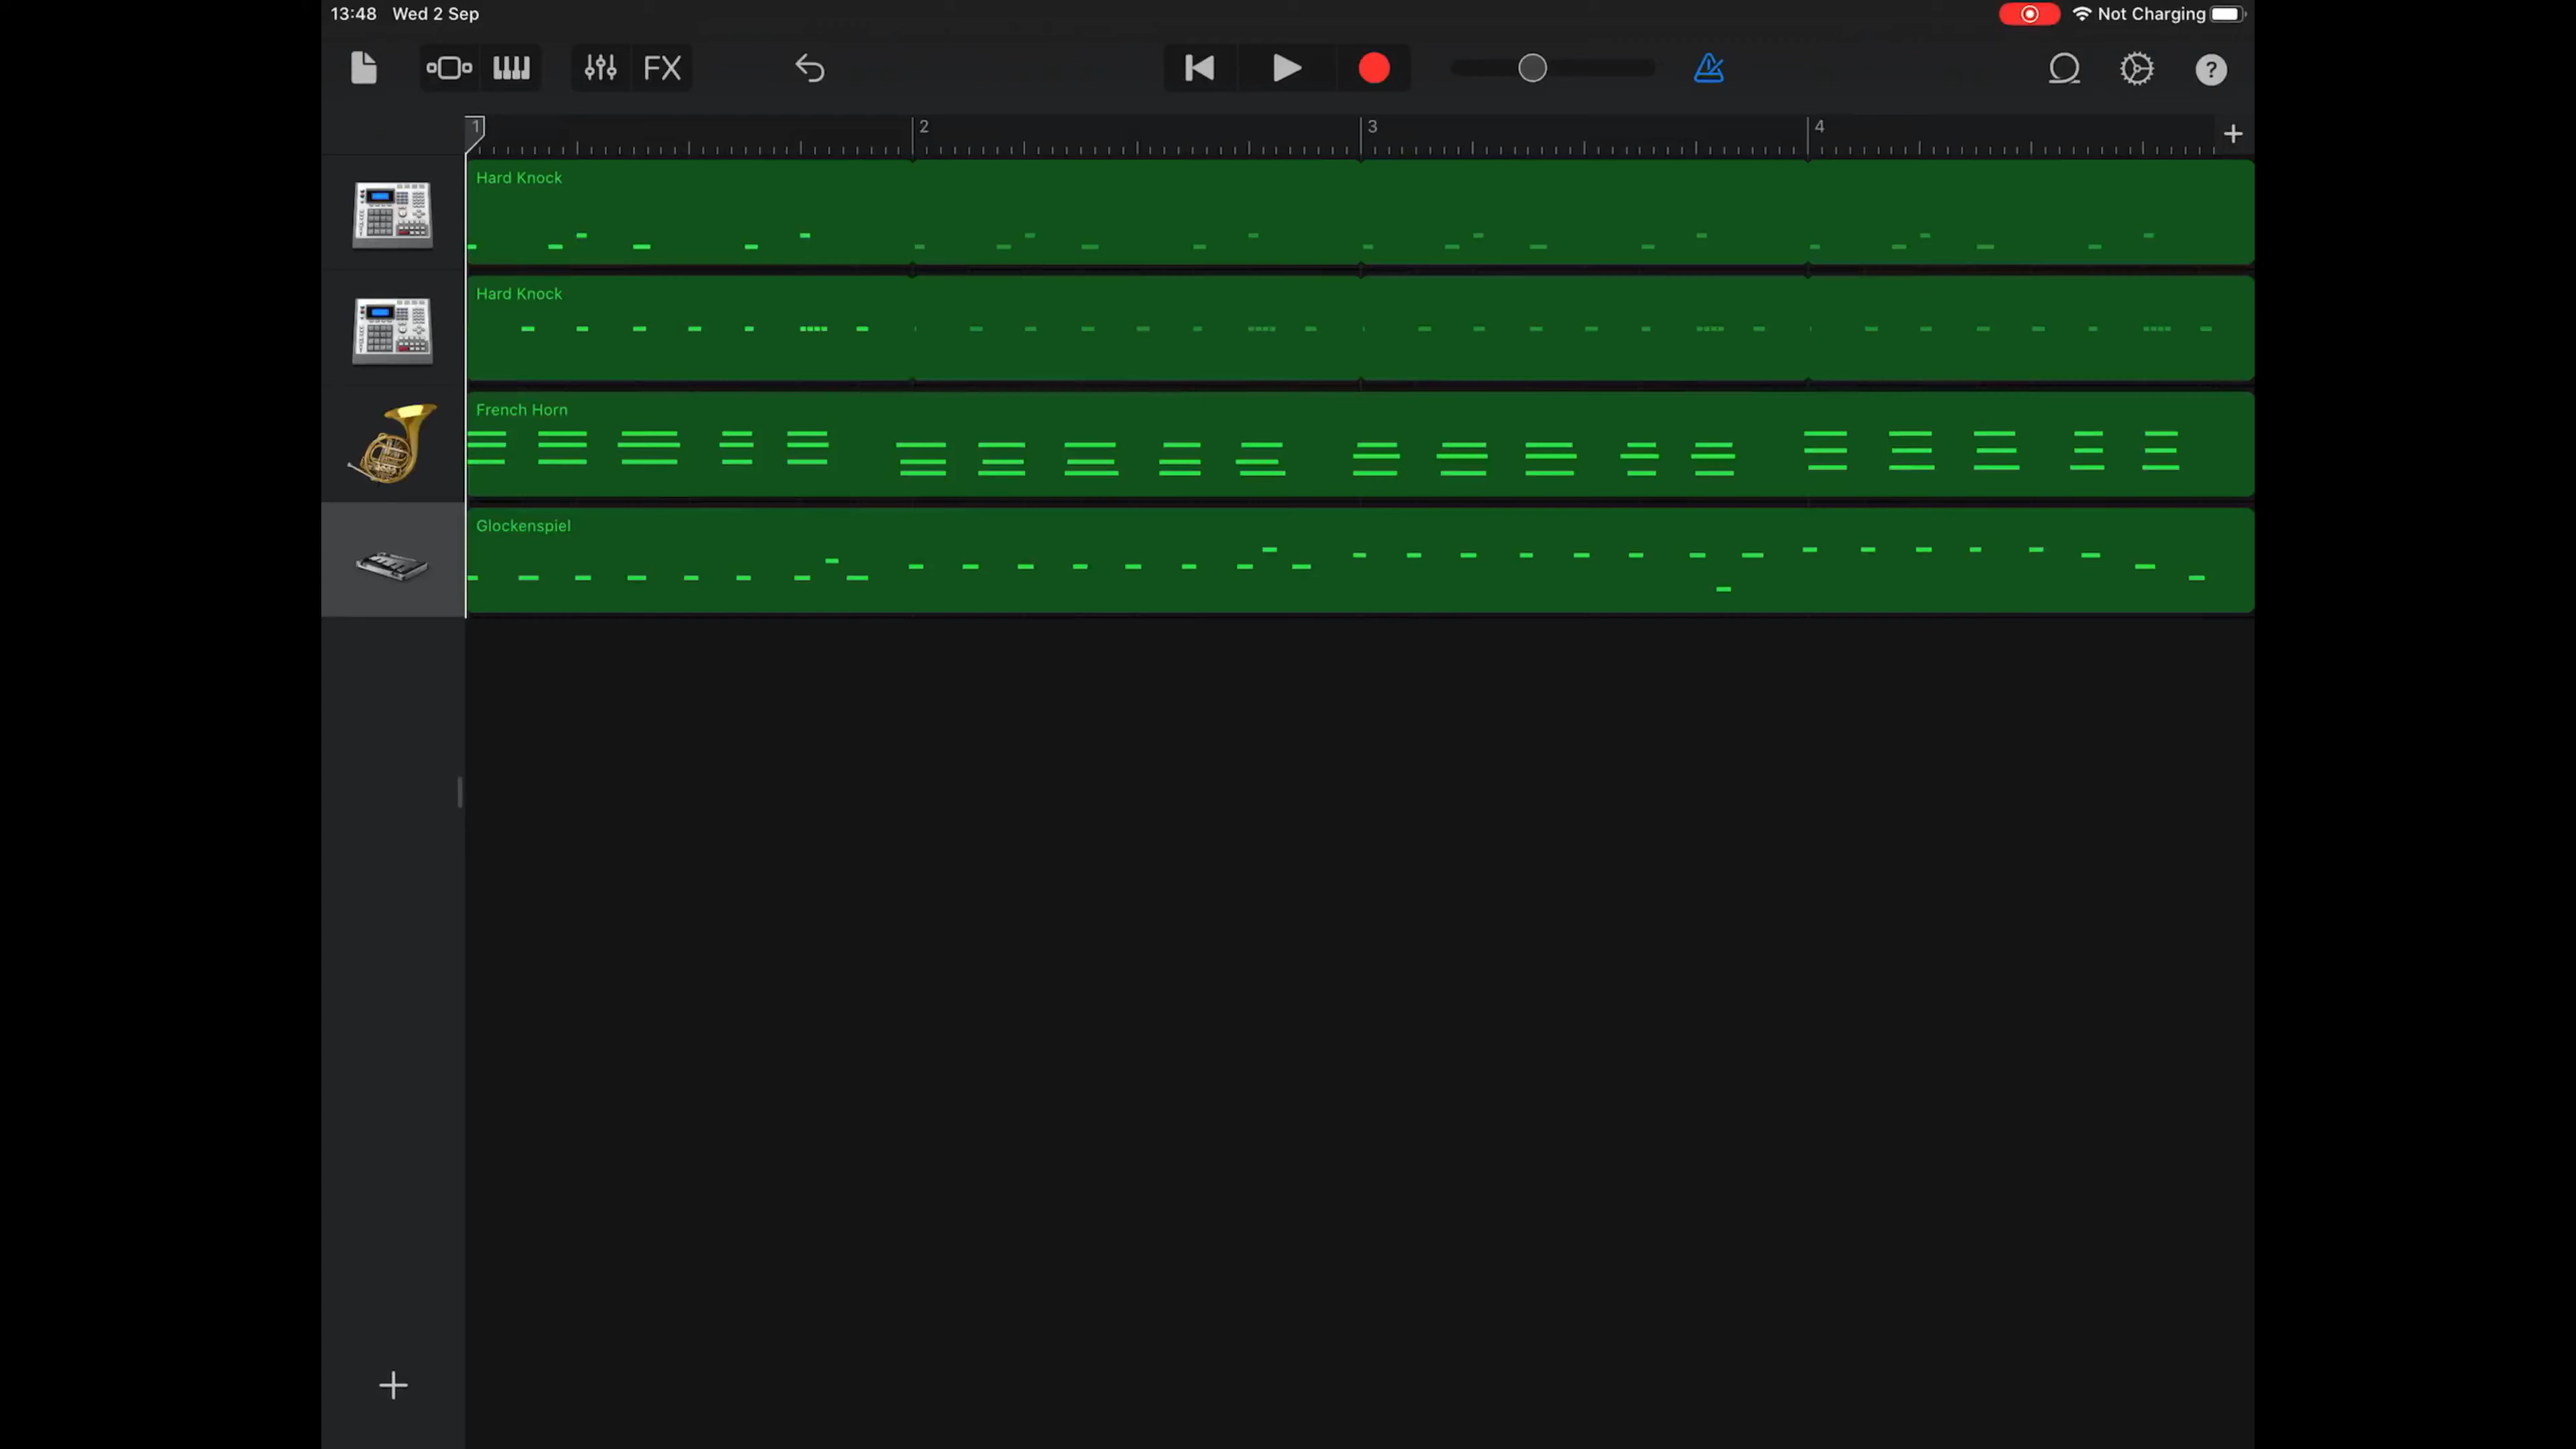 13:48 Wed 2 Sep
Not Charging
FX
?
1 2 3 4
Hard Knock
Hard Knock
French Horn
Glockenspiel